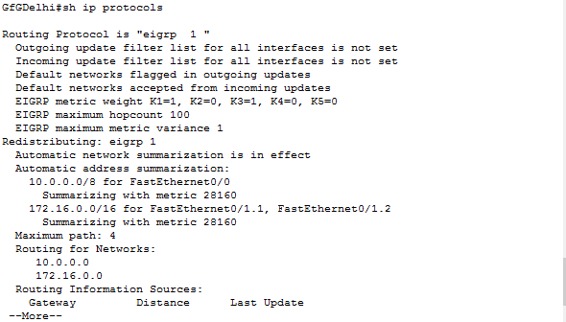 GfGDelhi#sh ip protocols
Routing Protocol is "eigrp  1 "
  Outgoing update filter list for all interfaces is not set
  Incoming update filter list for all interfaces is not set
  Default networks flagged in outgoing updates
  Default networks accepted from incoming updates
  EIGRP metric weight K1=1, K2=0, K3=1, K4=0, K5=0
  EIGRP maximum hopcount 100
  EIGRP maximum metric variance 1
Redistributing: eigrp 1
  Automatic network summarization is in effect
  Automatic address summarization:
    10.0.0.0/8 for FastEthernet0/0
      Summarizing with metric 28160
    172.16.0.0/16 for FastEthernet0/1.1, FastEthernet0/1.2
      Summarizing with metric 28160
  Maximum path: 4
  Routing for Networks:
     10.0.0.0
     172.16.0.0
  Routing Information Sources:
    Gateway         Distance      Last Update
 --More--